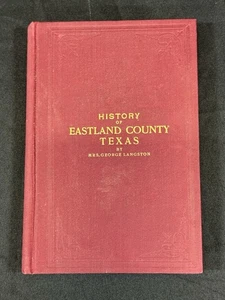 HISTORY
OF
EASTLAND COUNTY
TEXAS
BY
MRS. GEORGE LANGSTON